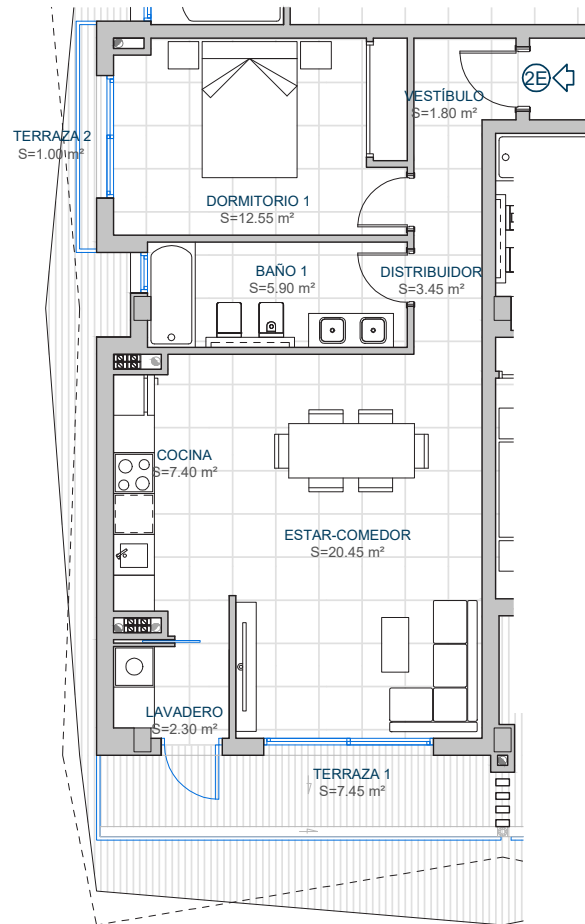 2E
VESTÍBULO
S=1.80 m²
TERRAZA 2
S=1.00 m²
DORMITORIO 1
S=12.55 m²
BAÑO 1
S=5.90 m²
DISTRIBUIDOR
S=3.45 m²
COCINA
S=7.40 m²
ESTAR-COMEDOR
S=20.45 m²
LAVADERO
S=2.30 m²
TERRAZA 1
S=7.45 m²